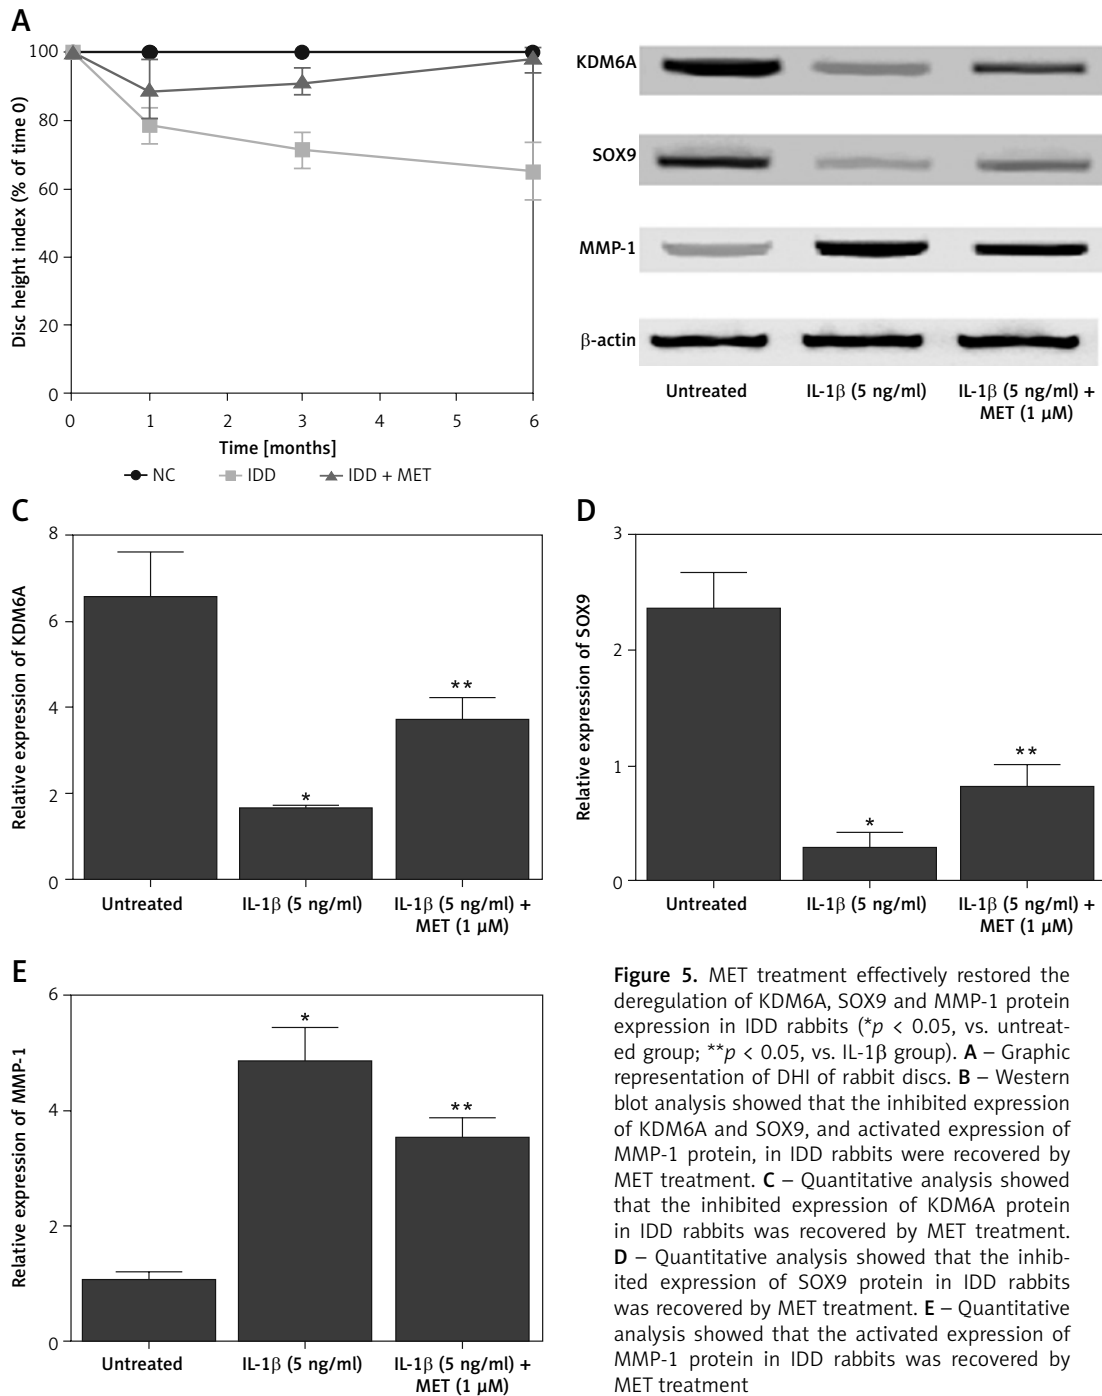 A
Disc height index (% of time 0)
100
80
60
40
20
0
0 1 2 3 4 5 6
Time [months]
NC IDD IDD + MET
KDM6A
SOX9
MMP-1
β-actin
Untreated IL-1β (5 ng/ml) IL-1β (5 ng/ml) +
MET (1 µM)
C
Relative expression of KDM6A
8
6
4
2
0
*
**
Untreated IL-1β (5 ng/ml) IL-1β (5 ng/ml) +
MET (1 µM)
D
Relative expression of SOX9
3
2
1
0
*
**
Untreated IL-1β (5 ng/ml) IL-1β (5 ng/ml) +
MET (1 µM)
E
Relative expression of MMP-1
6
4
2
0
*
**
Untreated IL-1β (5 ng/ml) IL-1β (5 ng/ml) +
MET (1 µM)
Figure 5. MET treatment effectively restored the
deregulation of KDM6A, SOX9 and MMP-1 protein
expression in IDD rabbits (*p < 0.05, vs. untreat-
ed group; **p < 0.05, vs. IL-1β group). A – Graphic
representation of DHI of rabbit discs. B – Western
blot analysis showed that the inhibited expression
of KDM6A and SOX9, and activated expression of
MMP-1 protein, in IDD rabbits were recovered by
MET treatment. C – Quantitative analysis showed
that the inhibited expression of KDM6A protein
in IDD rabbits was recovered by MET treatment.
D – Quantitative analysis showed that the inhib-
ited expression of SOX9 protein in IDD rabbits
was recovered by MET treatment. E – Quantitative
analysis showed that the activated expression of
MMP-1 protein in IDD rabbits was recovered by
MET treatment